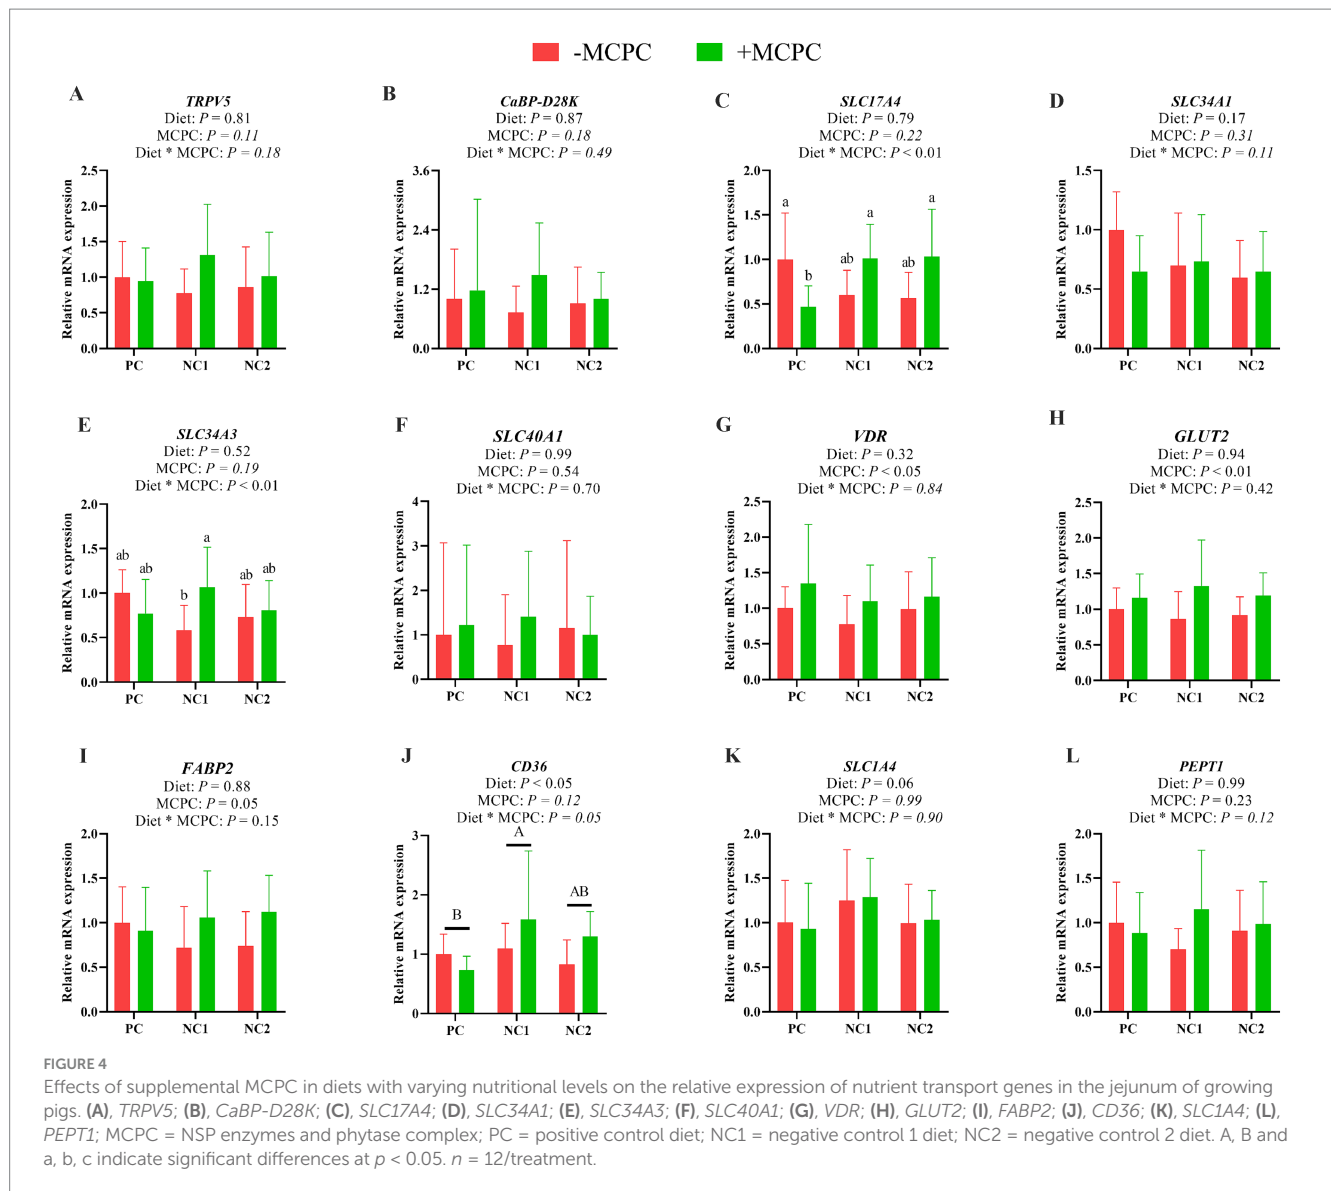 -MCPC +MCPC
A
TRPV5
Diet: P = 0.81
MCPC: P = 0.11
Diet * MCPC: P = 0.18
Relative mRNA expression
2.5
2.0
1.5
1.0
0.5
0.0
PC NC1 NC2
B
CaBP-D28K
Diet: P = 0.87
MCPC: P = 0.18
Diet * MCPC: P = 0.49
Relative mRNA expression
3.6
2.4
1.2
0.0
PC NC1 NC2
C
SLC17A4
Diet: P = 0.79
MCPC: P = 0.22
Diet * MCPC: P < 0.01
Relative mRNA expression
2.0
1.5
1.0
0.5
0.0
a b ab a ab a
PC NC1 NC2
D
SLC34A1
Diet: P = 0.17
MCPC: P = 0.31
Diet * MCPC: P = 0.11
Relative mRNA expression
1.5
1.0
0.5
0.0
PC NC1 NC2
E
SLC34A3
Diet: P = 0.52
MCPC: P = 0.19
Diet * MCPC: P < 0.01
Relative mRNA expression
2.0
1.5
1.0
0.5
0.0
ab ab b a ab ab
PC NC1 NC2
F
SLC40A1
Diet: P = 0.99
MCPC: P = 0.54
Diet * MCPC: P = 0.70
Relative mRNA expression
4
3
2
1
0
PC NC1 NC2
G
VDR
Diet: P = 0.32
MCPC: P < 0.05
Diet * MCPC: P = 0.84
Relative mRNA expression
2.5
2.0
1.5
1.0
0.5
0.0
PC NC1 NC2
H
GLUT2
Diet: P = 0.94
MCPC: P < 0.01
Diet * MCPC: P = 0.42
Relative mRNA expression
2.5
2.0
1.5
1.0
0.5
0.0
PC NC1 NC2
I
FABP2
Diet: P = 0.88
MCPC: P = 0.05
Diet * MCPC: P = 0.15
Relative mRNA expression
2.0
1.5
1.0
0.5
0.0
PC NC1 NC2
J
CD36
Diet: P < 0.05
MCPC: P = 0.12
Diet * MCPC: P = 0.05
Relative mRNA expression
3
2
1
0
B A AB
PC NC1 NC2
K
SLC1A4
Diet: P = 0.06
MCPC: P = 0.99
Diet * MCPC: P = 0.90
Relative mRNA expression
2.0
1.5
1.0
0.5
0.0
PC NC1 NC2
L
PEPT1
Diet: P = 0.99
MCPC: P = 0.23
Diet * MCPC: P = 0.12
Relative mRNA expression
2.0
1.5
1.0
0.5
0.0
PC NC1 NC2
FIGURE 4
Effects of supplemental MCPC in diets with varying nutritional levels on the relative expression of nutrient transport genes in the jejunum of growing
pigs. (A), TRPV5; (B), CaBP-D28K; (C), SLC17A4; (D), SLC34A1; (E), SLC34A3; (F), SLC40A1; (G), VDR; (H), GLUT2; (I), FABP2; (J), CD36; (K), SLC1A4; (L),
PEPT1; MCPC = NSP enzymes and phytase complex; PC = positive control diet; NC1 = negative control 1 diet; NC2 = negative control 2 diet. A, B and
a, b, c indicate significant differences at p < 0.05. n = 12/treatment.